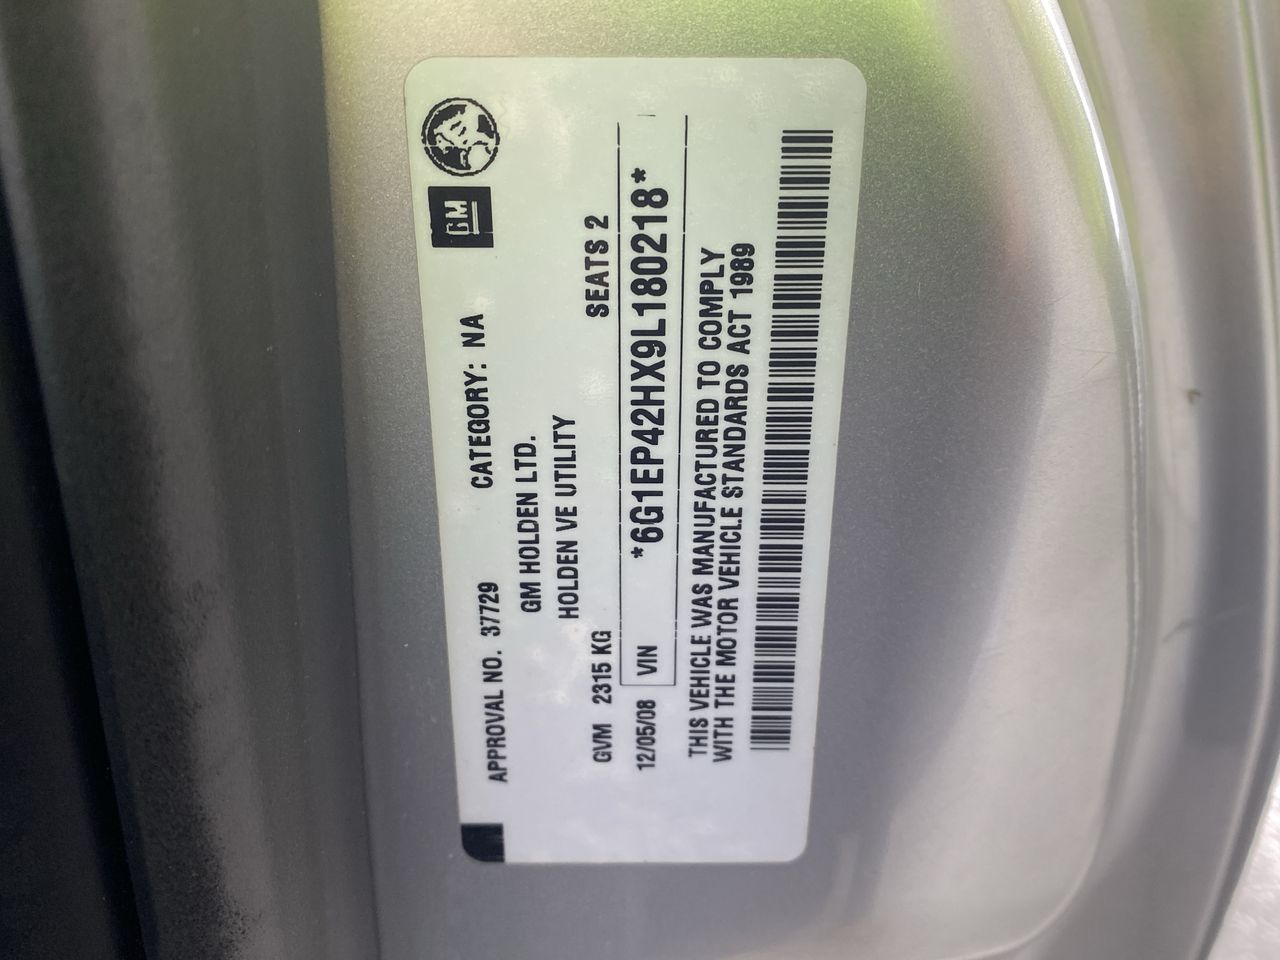 GM
APPROVAL NO. 37729 CATEGORY: NA
GM HOLDEN LTD.
HOLDEN VE UTILITY
GVM 2315 KG SEATS 2
12/05/08 VIN *6G1EP42HX9L180218*
THIS VEHICLE WAS MANUFACTURED TO COMPLY
WITH THE MOTOR VEHICLE STANDARDS ACT 1989